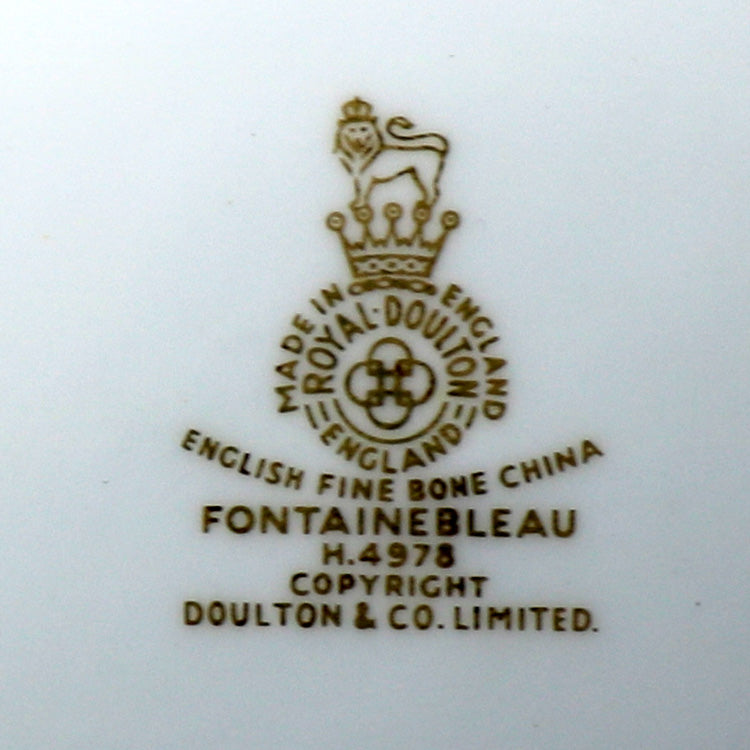 MADE IN ENGLAND
ROYAL·DOULTON
ENGLAND
ENGLISH FINE BONE CHINA
FONTAINEBLEAU
H.4978
COPYRIGHT
DOULTON & CO. LIMITED.